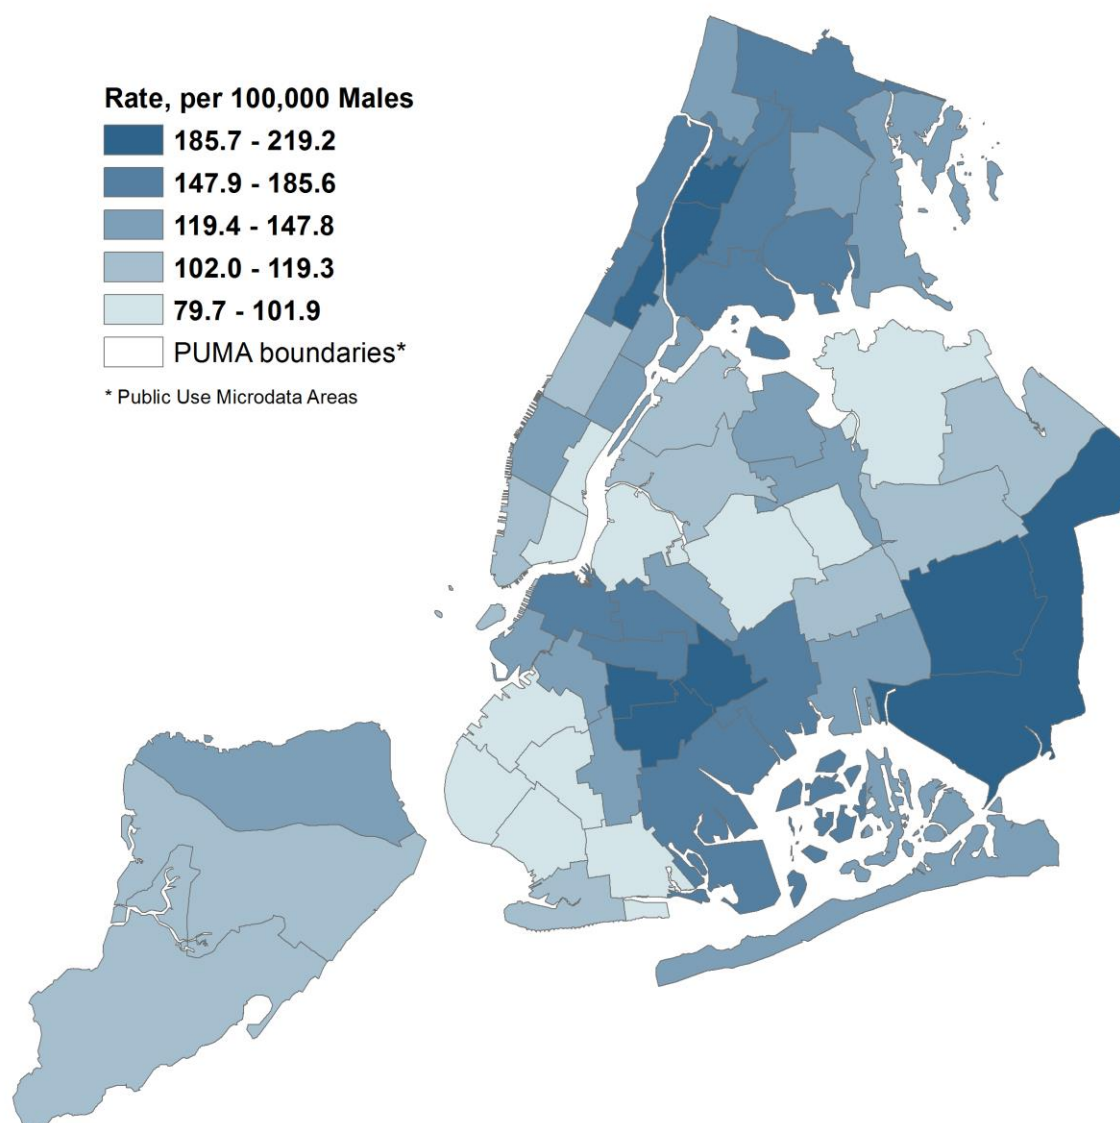 Rate, per 100,000 Males
185.7 - 219.2
147.9 - 185.6
119.4 - 147.8
102.0 - 119.3
79.7 - 101.9
PUMA boundaries*
* Public Use Microdata Areas